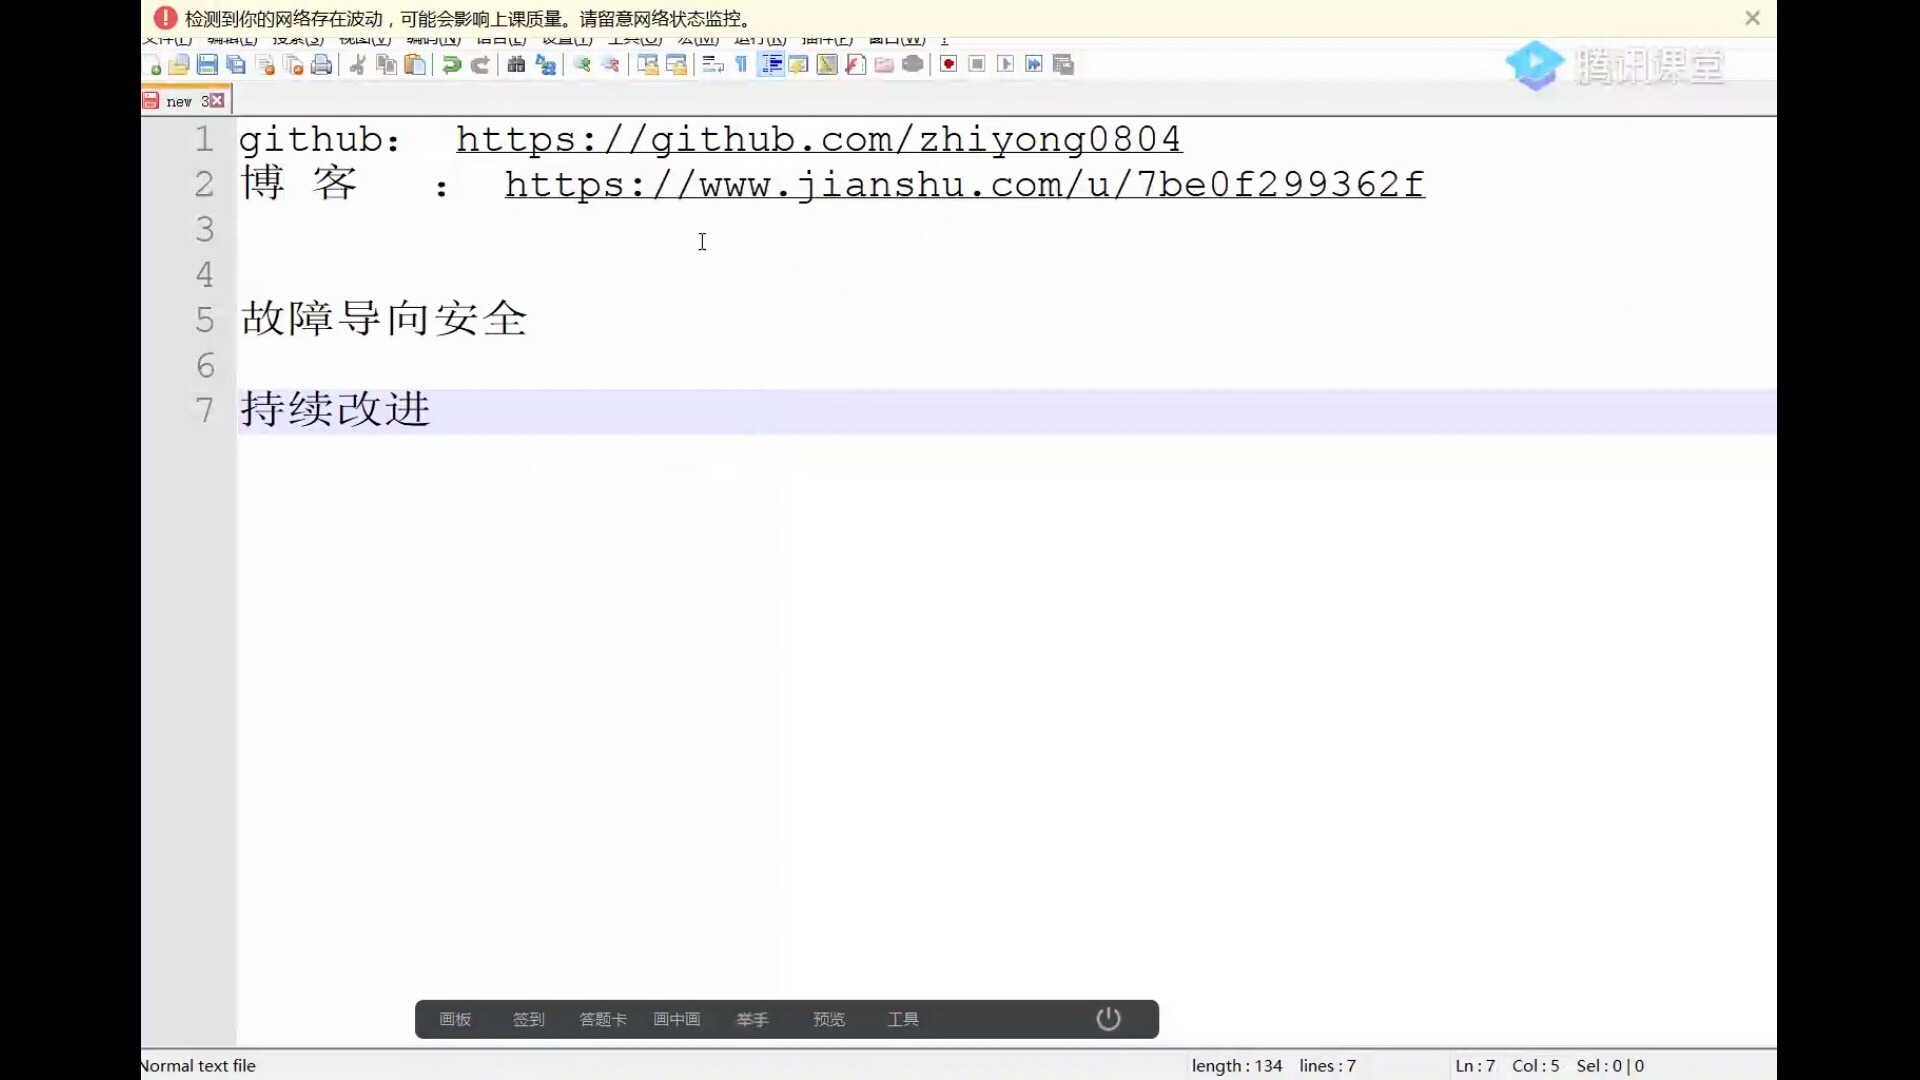 检测到你的网络存在波动，可能会影响上课质量。请留意网络状态监控。
文件(F) 编辑(E) 搜索(S) 视图(V) 编码(N) 语言(L) 设置(T) 工具(O) 宏(M) 运行(R) 插件(P) 窗口(W) ?
腾讯课堂
new 3
1 github： https://github.com/zhiyong0804
2 博 客 ： https://www.jianshu.com/u/7be0f299362f
3
4
5 故障导向安全
6
7 持续改进
画板 签到 答题卡 画中画 举手 预览 工具
Normal text file length : 134 lines : 7 Ln : 7 Col : 5 Sel : 0 | 0